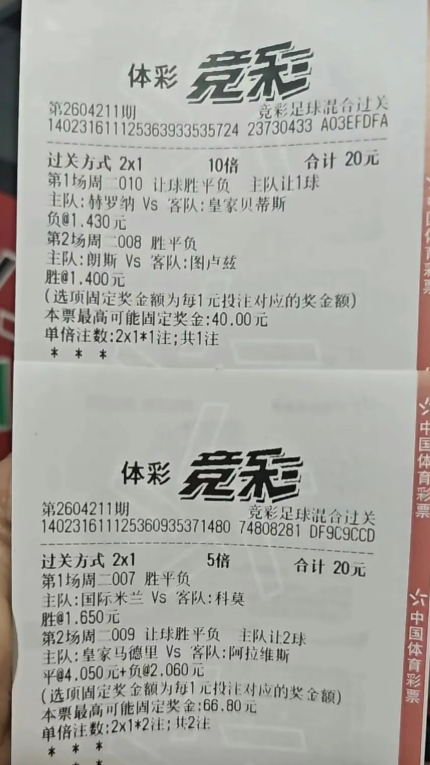 体彩 竞彩
第2604211期 竞彩足球混合过关
140231611125363933535724 23730433 A03EFDFA
过关方式 2x1 10倍 合计 20元
第1场周二010 让球胜平负 主队让1球
主队:赫罗纳 Vs 客队:皇家贝蒂斯
负@1.430元
第2场周二008 胜平负
主队:朗斯 Vs 客队:图卢兹
胜@1.400元
(选项固定奖金额为每1元投注对应的奖金额)
本票最高可能固定奖金:40.00元
单倍注数:2x1*1注;共1注
* * *
体彩 竞彩
第2604211期 竞彩足球混合过关
140231611125360935371480 74808281 DF9C9CCD
过关方式 2x1 5倍 合计 20元
第1场周二007 胜平负
主队:国际米兰 Vs 客队:科莫
胜@1.650元
第2场周二009 让球胜平负 主队让2球
主队:皇家马德里 Vs 客队:阿拉维斯
平@4.050元+负@2.060元
(选项固定奖金额为每1元投注对应的奖金额)
本票最高可能固定奖金:66.80元
单倍注数:2x1*2注;共2注
* * *
* *
国体育彩票
中国体育彩票
中国体育彩票